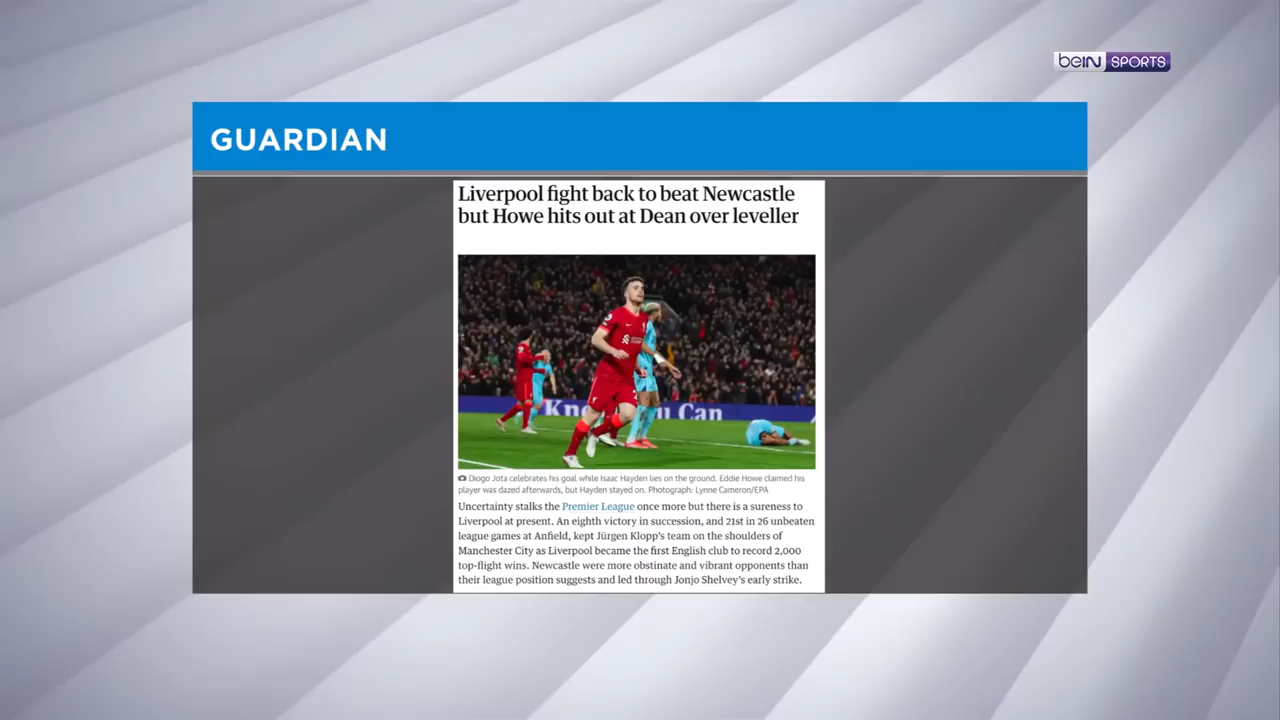 beIN SPORTS
GUARDIAN
Liverpool fight back to beat Newcastle
but Howe hits out at Dean over leveller
Kno u Can
Diogo Jota celebrates his goal while Isaac Hayden lies on the ground. Eddie Howe claimed his
player was dazed afterwards, but Hayden stayed on. Photograph: Lynne Cameron/EPA
Uncertainty stalks the Premier League once more but there is a sureness to
Liverpool at present. An eighth victory in succession, and 21st in 26 unbeaten
league games at Anfield, kept Jürgen Klopp's team on the shoulders of
Manchester City as Liverpool became the first English club to record 2,000
top-flight wins. Newcastle were more obstinate and vibrant opponents than
their league position suggests and led through Jonjo Shelvey's early strike.